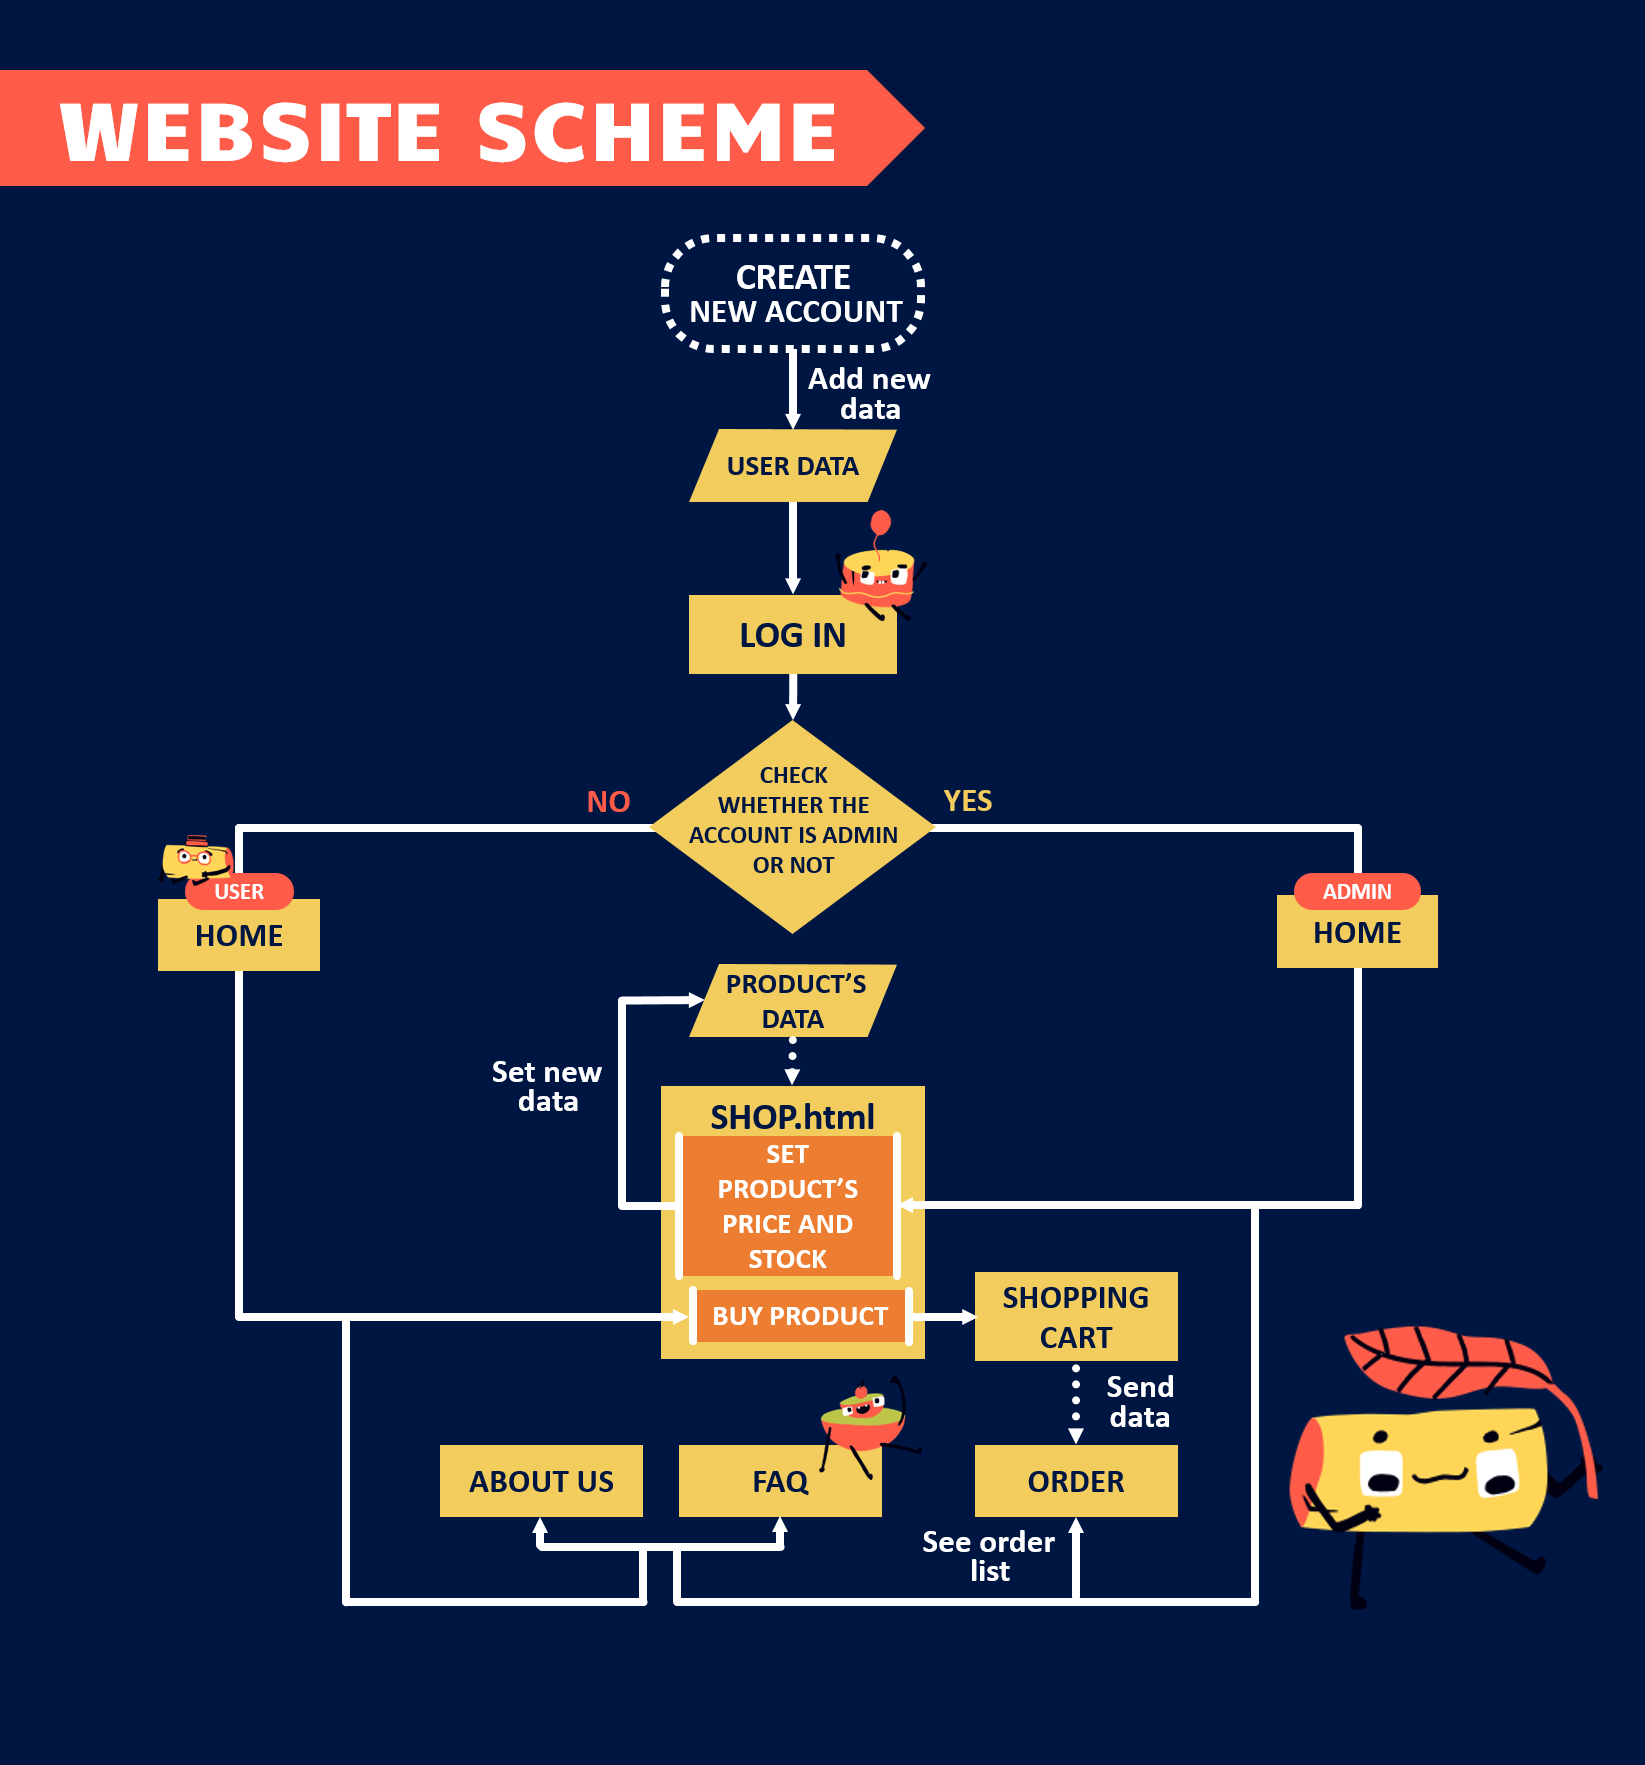 WEBSITE SCHEME
CREATE
NEW ACCOUNT
Add new
data
USER DATA
LOG IN
CHECK
WHETHER THE
ACCOUNT IS ADMIN
OR NOT
NO
YES
USER
HOME
ADMIN
HOME
PRODUCT’S
DATA
Set new
data
SHOP.html
SET
PRODUCT’S
PRICE AND
STOCK
BUY PRODUCT
SHOPPING
CART
Send
data
ABOUT US
FAQ
ORDER
See order
list